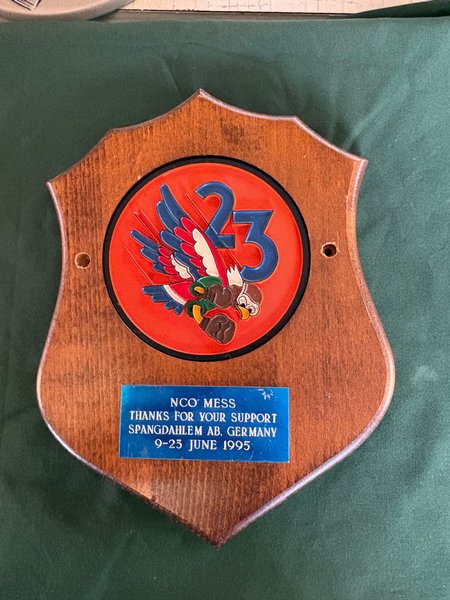 23
NCO' MESS
THANKS FOR YOUR SUPPORT
SPANGDAHLEM AB, GERMANY
9-23 JUNE 1995